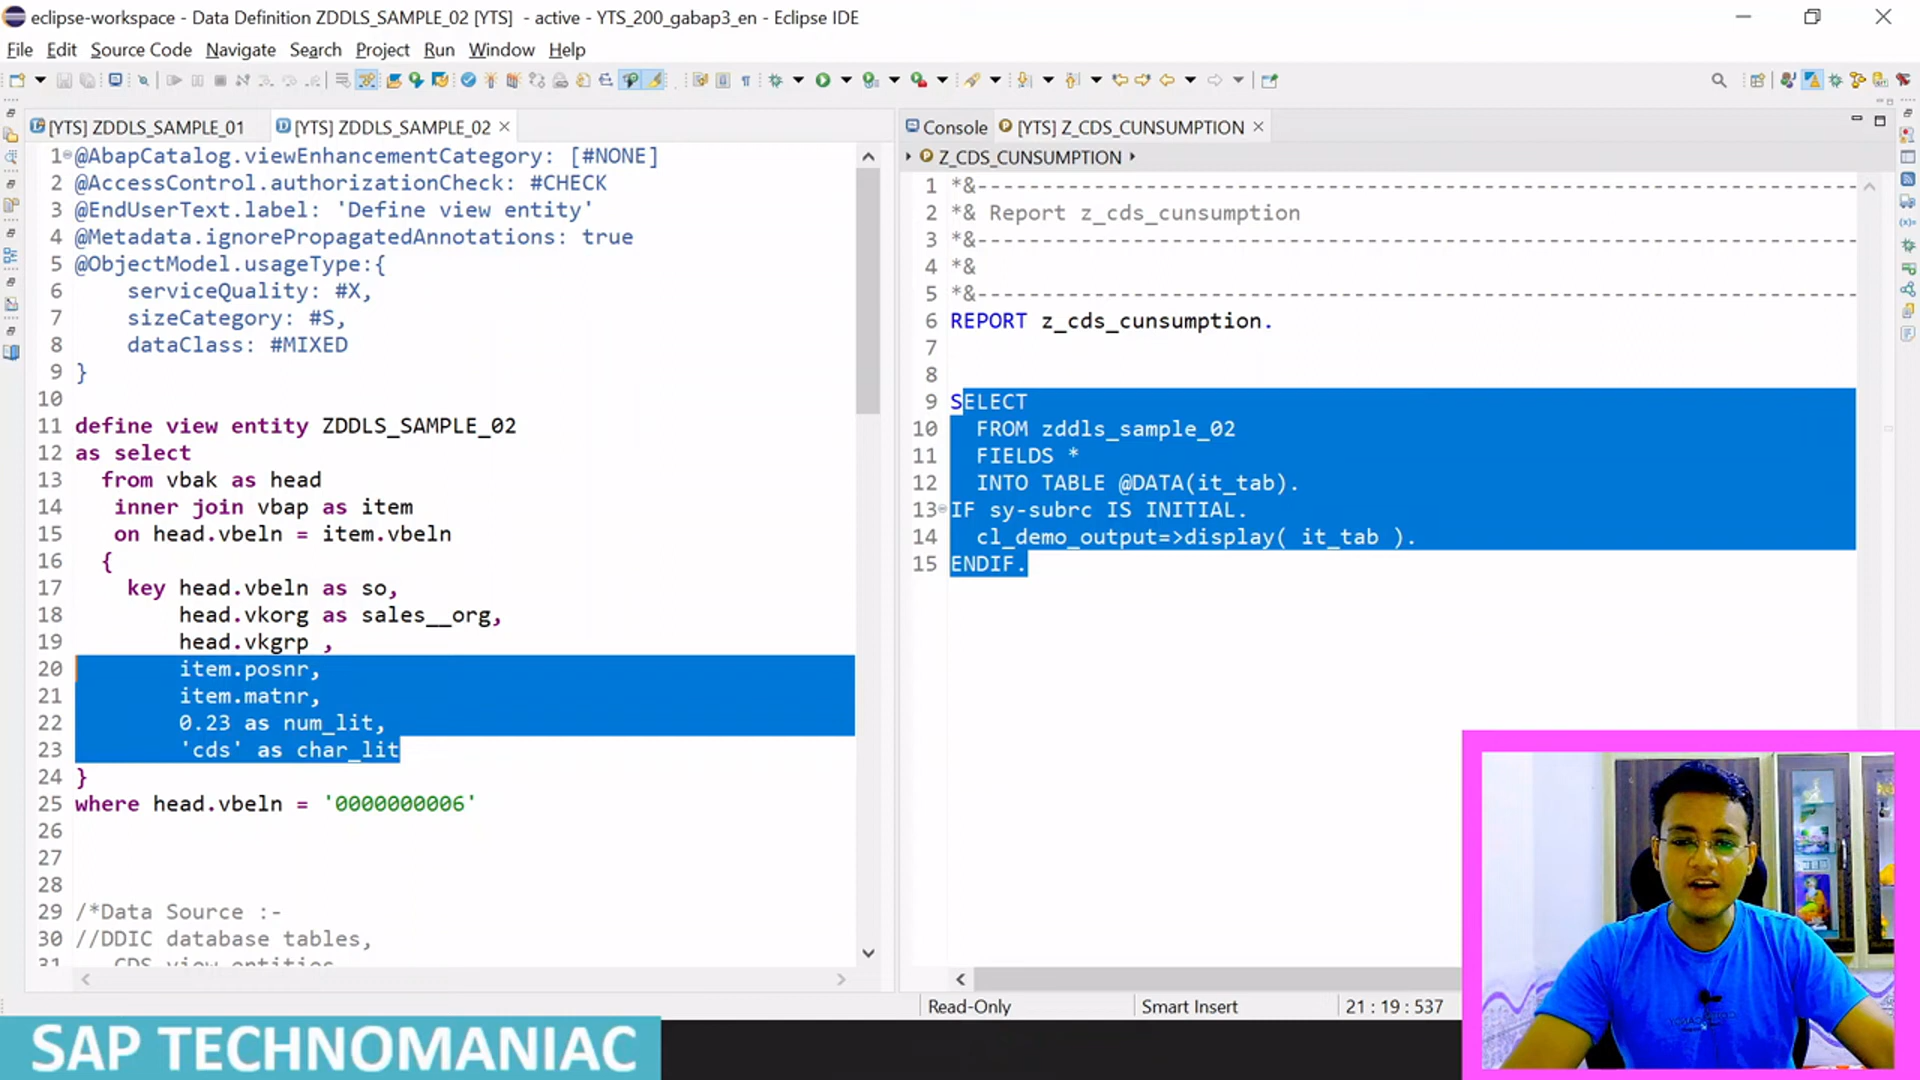 eclipse-workspace - Data Definition ZDDLS_SAMPLE_02 [YTS] - active - YTS_200_gabap3_en - Eclipse IDE
File Edit Source Code Navigate Search Project Run Window Help
[YTS] ZDDLS_SAMPLE_01 [YTS] ZDDLS_SAMPLE_02
1 @AbapCatalog.viewEnhancementCategory: [#NONE]
2 @AccessControl.authorizationCheck: #CHECK
3 @EndUserText.label: 'Define view entity'
4 @Metadata.ignorePropagatedAnnotations: true
5 @ObjectModel.usageType:{
6 serviceQuality: #X,
7 sizeCategory: #S,
8 dataClass: #MIXED
9 }
10
11 define view entity ZDDLS_SAMPLE_02
12 as select
13 from vbak as head
14 inner join vbap as item
15 on head.vbeln = item.vbeln
16 {
17 key head.vbeln as so,
18 head.vkorg as sales__org,
19 head.vkgrp ,
20 item.posnr,
21 item.matnr,
22 0.23 as num_lit,
23 'cds' as char_lit
24 }
25 where head.vbeln = '0000000006'
26
27
28
29 /*Data Source :-
30 //DDIC database tables,
31 CDS view entities
Console [YTS] Z_CDS_CUNSUMPTION
Z_CDS_CUNSUMPTION
1 *&---------------------------------------------------------------------
2 *& Report z_cds_cunsumption
3 *&---------------------------------------------------------------------
4 *&
5 *&---------------------------------------------------------------------
6 REPORT z_cds_cunsumption.
7
8
9 SELECT
10 FROM zddls_sample_02
11 FIELDS *
12 INTO TABLE @DATA(it_tab).
13 IF sy-subrc IS INITIAL.
14 cl_demo_output=>display( it_tab ).
15 ENDIF.
Read-Only Smart Insert 21 : 19 : 537
SAP TECHNOMANIAC